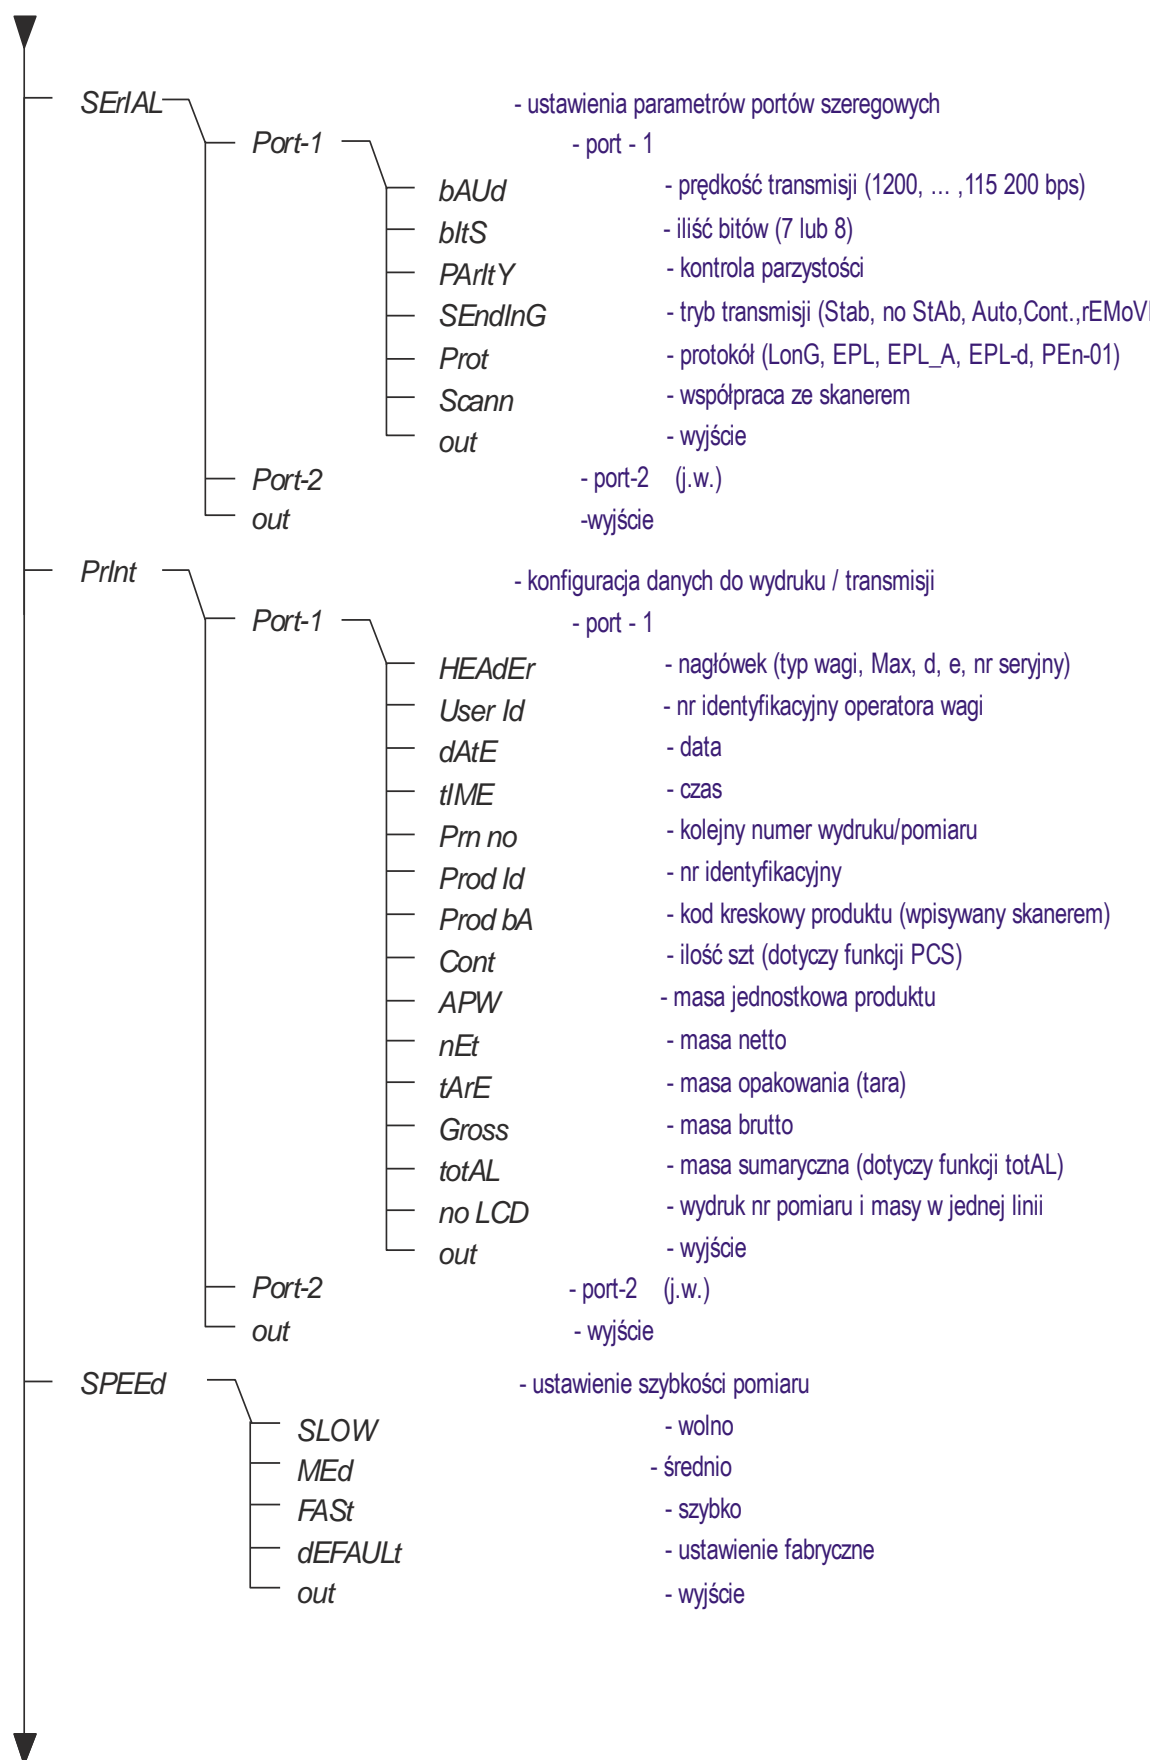 SErIAL - ustawienia parametrów portów szeregowych
Port-1 - port - 1
bAUd - prędkość transmisji (1200, … ,115 200 bps)
bItS - iliść bitów (7 lub 8)
PArItY - kontrola parzystości
SEndInG - tryb transmisji (Stab, no StAb, Auto,Cont.,rEMoV
Prot - protokół (LonG, EPL, EPL_A, EPL-d, PEn-01)
Scann - współpraca ze skanerem
out - wyjście
Port-2 - port-2 (j.w.)
out -wyjście
PrInt - konfiguracja danych do wydruku / transmisji
Port-1 - port - 1
HEAdEr - nagłówek (typ wagi, Max, d, e, nr seryjny)
User Id - nr identyfikacyjny operatora wagi
dAtE - data
tIME - czas
Prn no - kolejny numer wydruku/pomiaru
Prod Id - nr identyfikacyjny
Prod bA - kod kreskowy produktu (wpisywany skanerem)
Cont - ilość szt (dotyczy funkcji PCS)
APW - masa jednostkowa produktu
nEt - masa netto
tArE - masa opakowania (tara)
Gross - masa brutto
totAL - masa sumaryczna (dotyczy funkcji totAL)
no LCD - wydruk nr pomiaru i masy w jednej linii
out - wyjście
Port-2 - port-2 (j.w.)
out - wyjście
SPEEd - ustawienie szybkości pomiaru
SLOW - wolno
MEd - średnio
FASt - szybko
dEFAULt - ustawienie fabryczne
out - wyjście